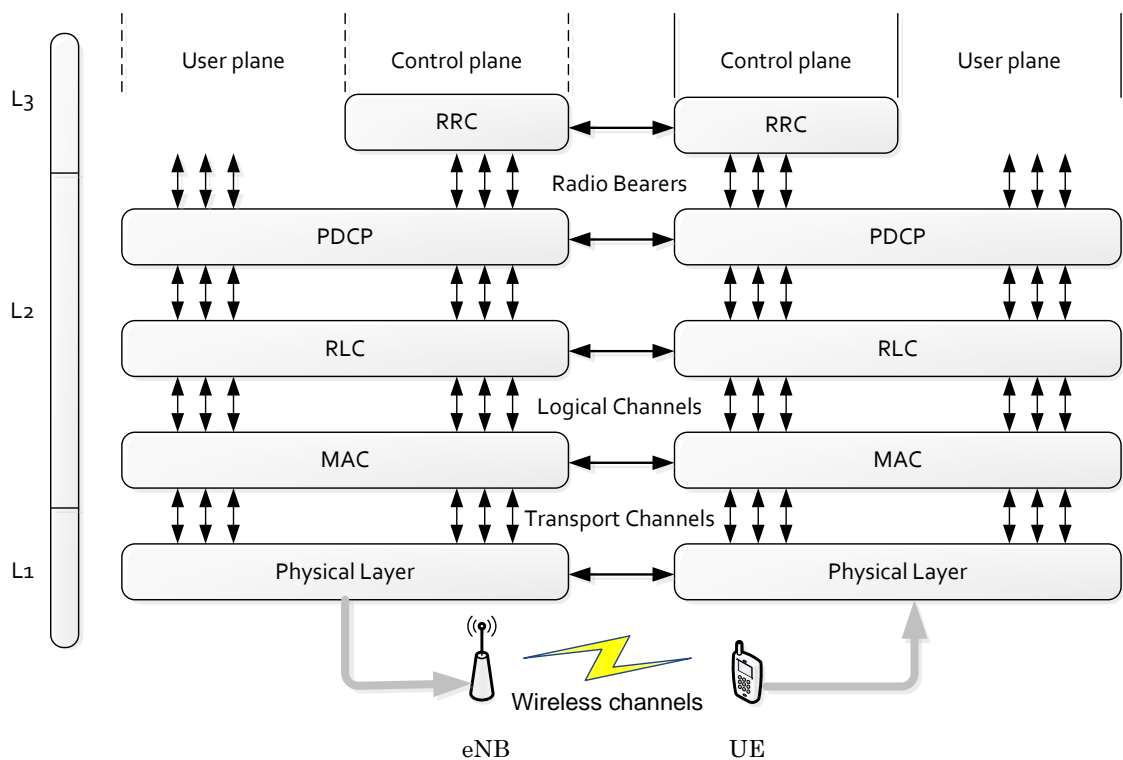 User plane
Control plane
Control plane
User plane
L3
RRC
RRC
Radio Bearers
PDCP
PDCP
L2
RLC
RLC
Logical Channels
MAC
MAC
Transport Channels
L1
Physical Layer
Physical Layer
Wireless channels
eNB
UE